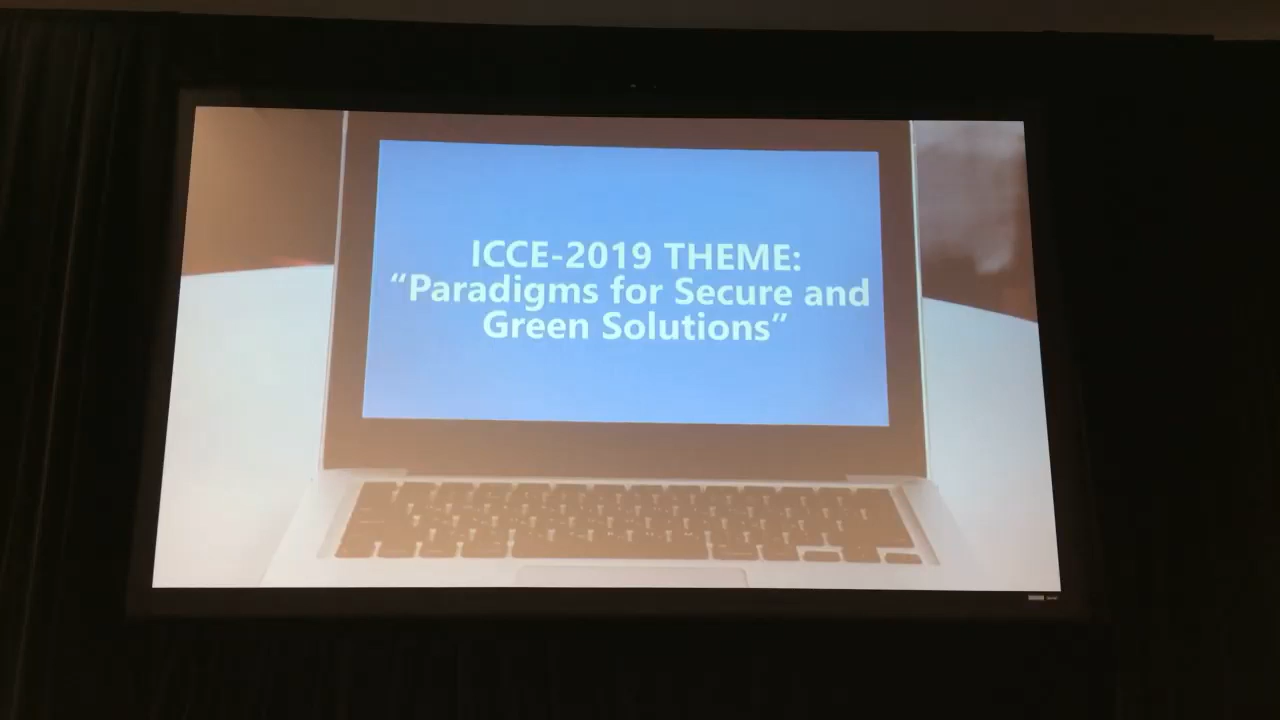 ICCE-2019 THEME:
“Paradigms for Secure and
Green Solutions”